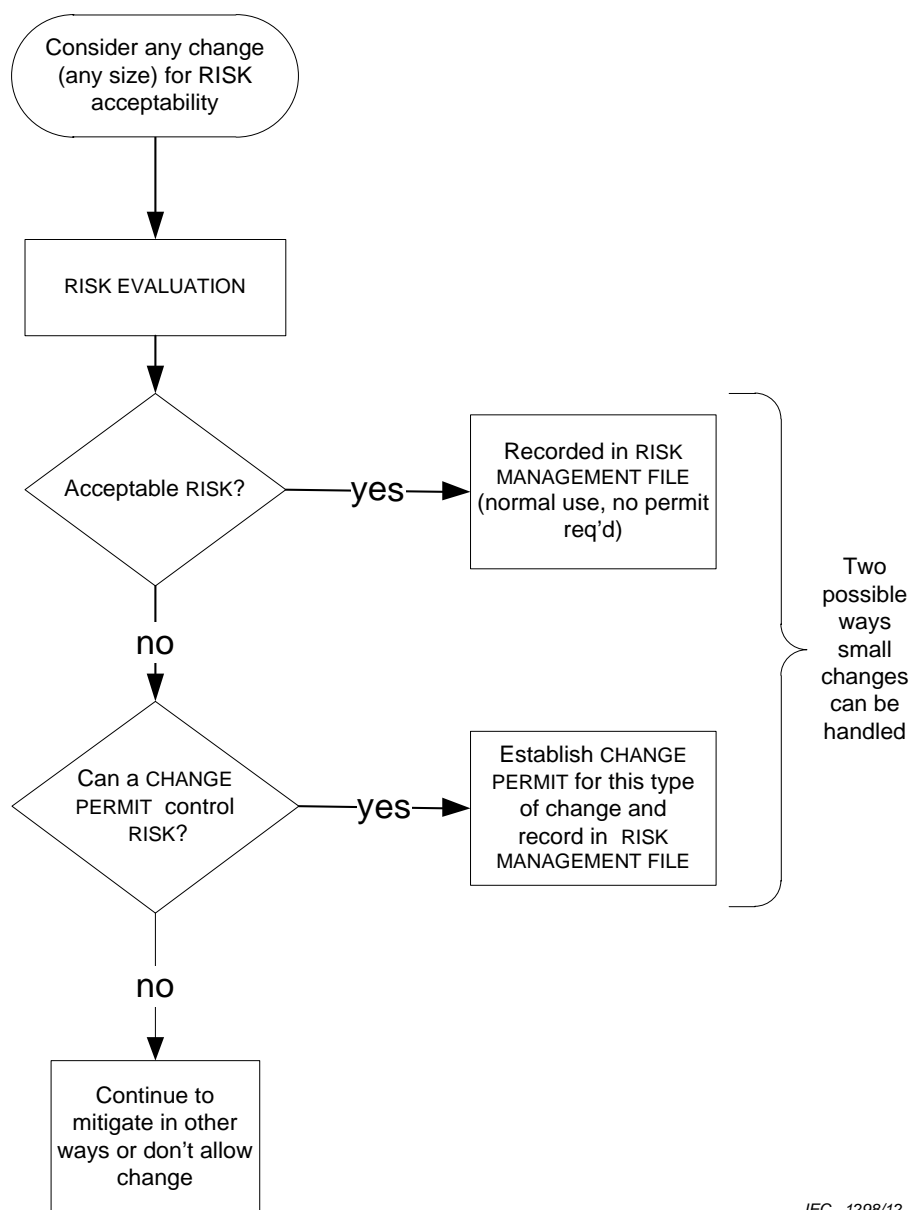 Consider any change
(any size) for RISK
acceptability
RISK EVALUATION
Acceptable RISK?
yes
Recorded in RISK
MANAGEMENT FILE
(normal use, no permit
req'd)
no
Two
possible
ways
small
changes
can be
handled
Can a CHANGE
PERMIT control
RISK?
yes
Establish CHANGE
PERMIT for this type
of change and
record in RISK
MANAGEMENT FILE
no
Continue to
mitigate in other
ways or don't allow
change
IEC 1298/12